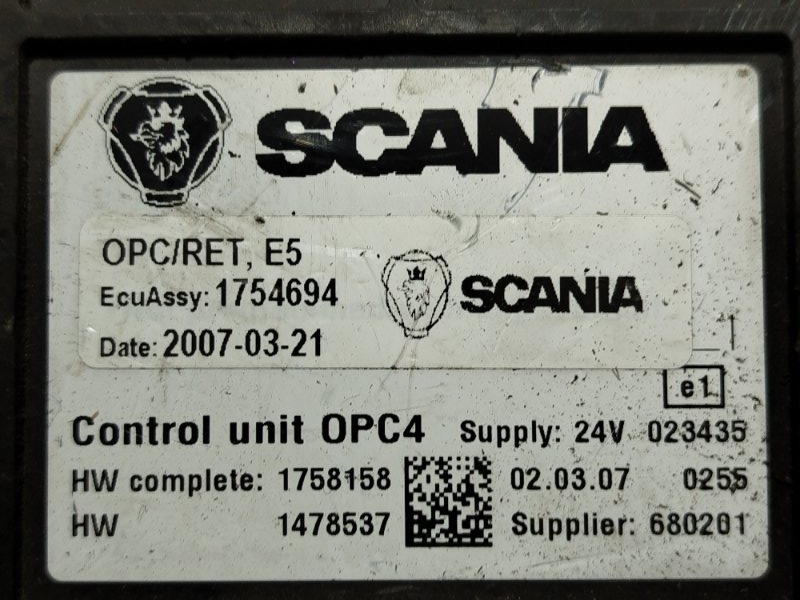 SCANIA
OPC/RET, E5
EcuAssy: 1754694
SCANIA
Date: 2007-03-21
e1
Control unit OPC4 Supply: 24V 023435
HW complete: 1758158 02.03.07 0255
HW 1478537 Supplier: 680201